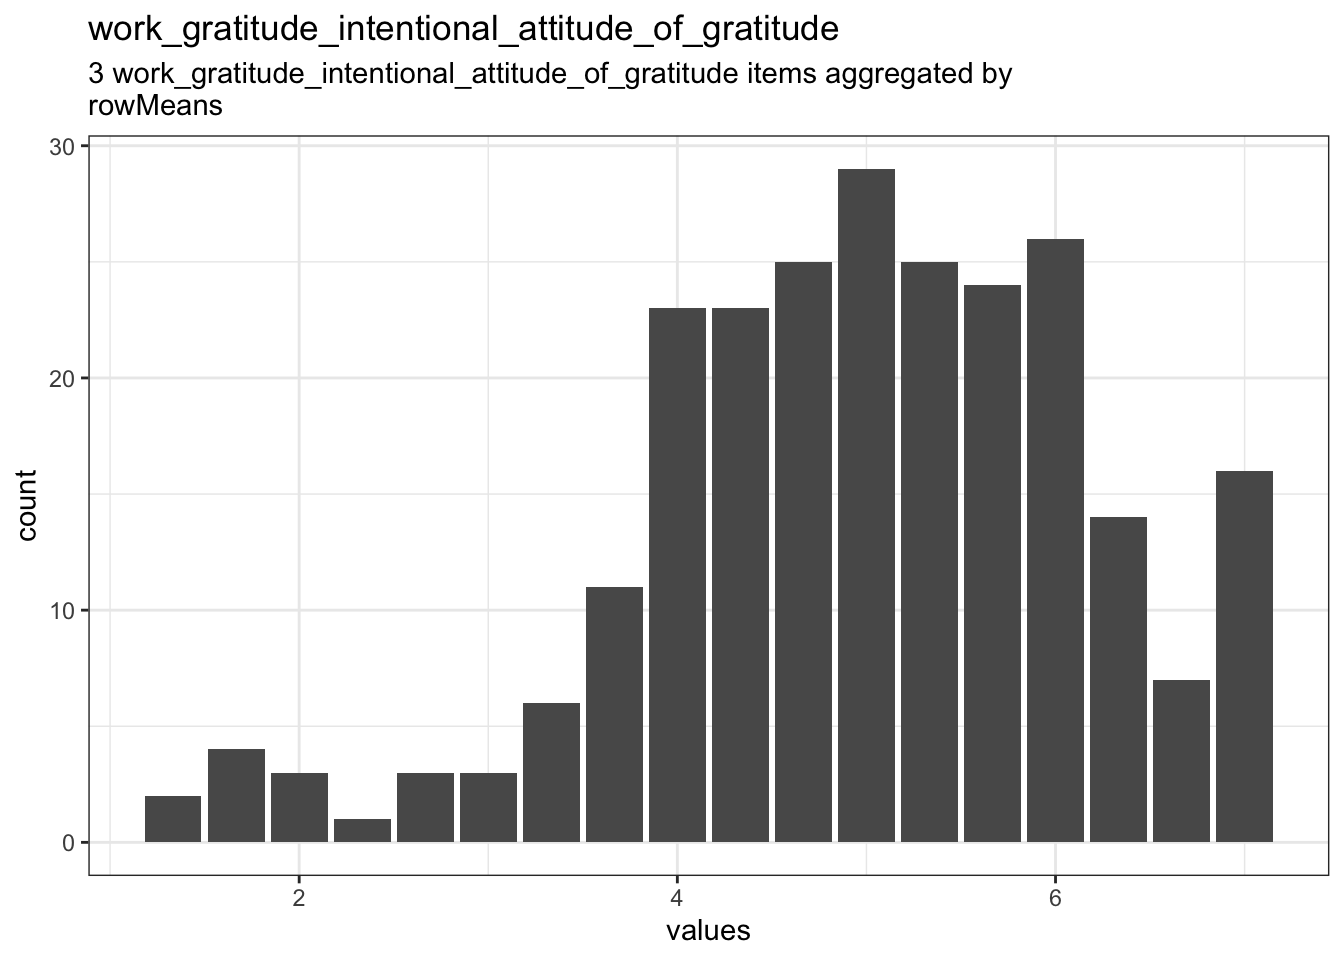 work_gratitude_intentional_attitude_of_gratitude
3 work_gratitude_intentional_attitude_of_gratitude items aggregated by
rowMeans
30
20
10
0
count
2 4 6
values